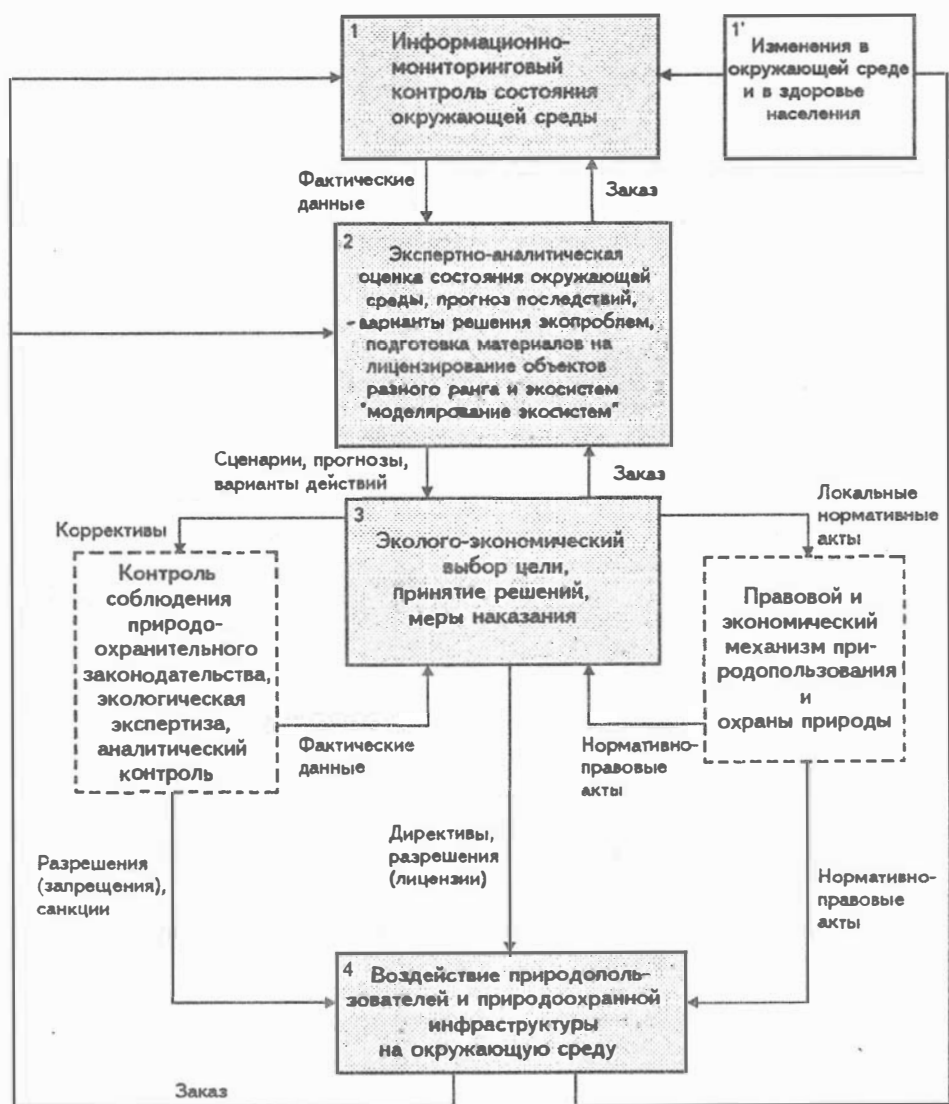 1
Информационно-
мониторинговый
контроль состояния
окружающей среды
1'
Изменения в
окружающей среде
и в здоровье
населения
Фактические
данные
Заказ
2
Экспертно-аналитическая
оценка состояния окружающей
среды, прогноз последствий,
-варианты решения экопроблем,
подготовка материалов на
лицензирование объектов
разного ранга и экосистем
"моделирование экосистем"
Сценарии, прогнозы,
варианты действий
Заказ
Коррективы
Локальные
нормативные
акты
3
Эколого-экономический
выбор цели,
принятие решений,
меры наказания
Контроль
соблюдения
природо-
охранительного
законодательства,
экологическая
экспертиза,
аналитический
контроль
Правовой и
экономический
механизм при-
родопользования
и
охраны природы
Фактические
данные
Нормативно-
правовые
акты
Директивы,
разрешения
(лицензии)
Разрешения
(запрещения),
санкции
Нормативно-
правовые
акты
4
Воздействие природополь-
зователей и природоохранной
инфраструктуры
на окружающую среду
Заказ